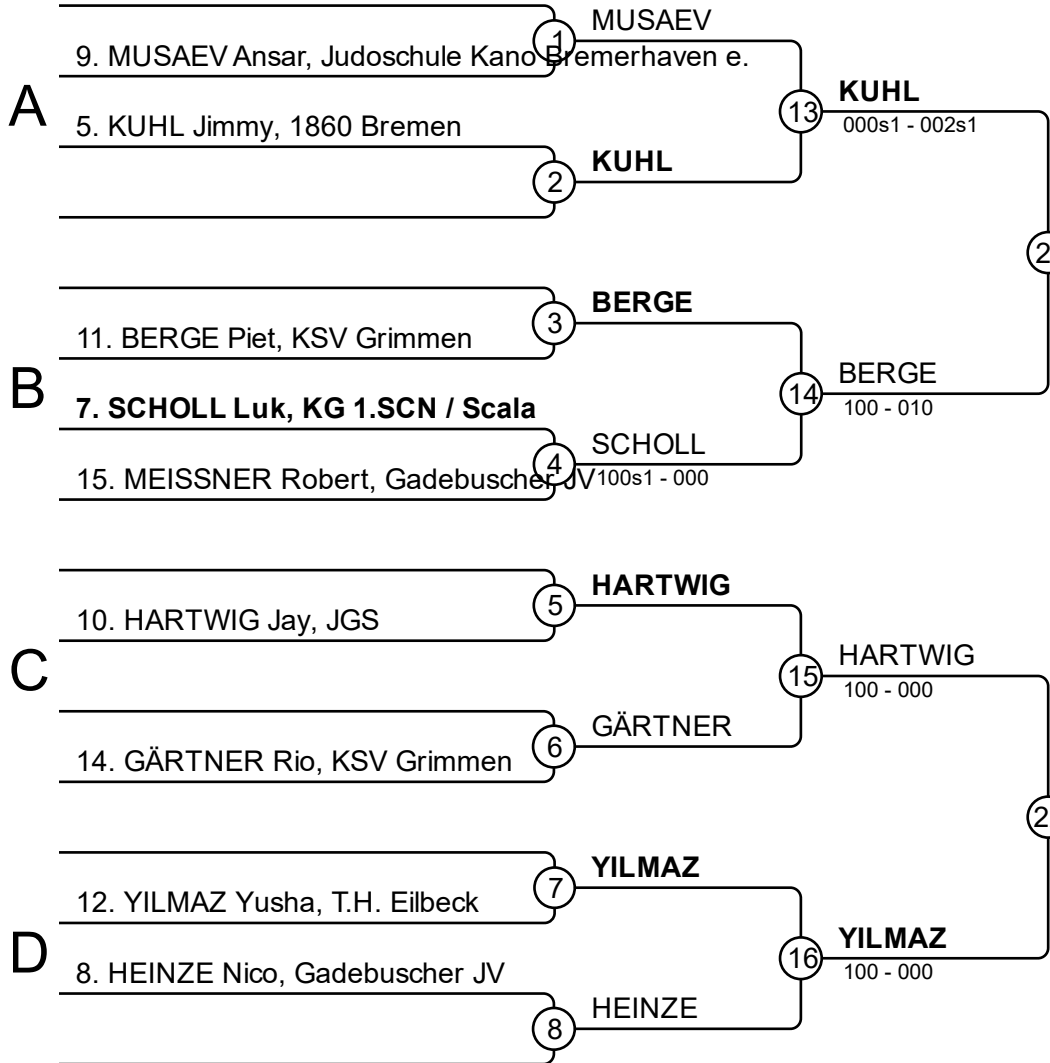 A
9. MUSAEV Ansar, Judoschule Kano Bremerhaven e.
1
MUSAEV
5. KUHL Jimmy, 1860 Bremen
2
KUHL
13
KUHL
000s1 - 002s1
2
B
11. BERGE Piet, KSV Grimmen
3
BERGE
7. SCHOLL Luk, KG 1.SCN / Scala
15. MEISSNER Robert, Gadebuscher JV
4
SCHOLL
100s1 - 000
14
BERGE
100 - 010
C
10. HARTWIG Jay, JGS
5
HARTWIG
14. GÄRTNER Rio, KSV Grimmen
6
GÄRTNER
15
HARTWIG
100 - 000
2
D
12. YILMAZ Yusha, T.H. Eilbeck
7
YILMAZ
8. HEINZE Nico, Gadebuscher JV
8
HEINZE
16
YILMAZ
100 - 000